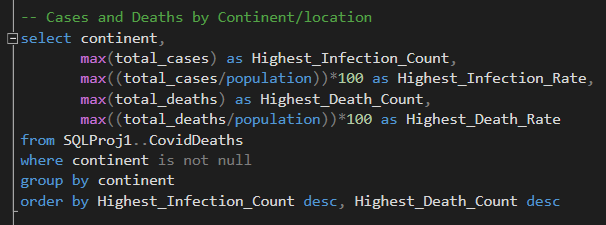 -- Cases and Deaths by Continent/location
select continent,
max(total_cases) as Highest_Infection_Count,
max((total_cases/population))*100 as Highest_Infection_Rate,
max(total_deaths) as Highest_Death_Count,
max((total_deaths/population))*100 as Highest_Death_Rate
from SQLProj1..CovidDeaths
where continent is not null
group by continent
order by Highest_Infection_Count desc, Highest_Death_Count desc